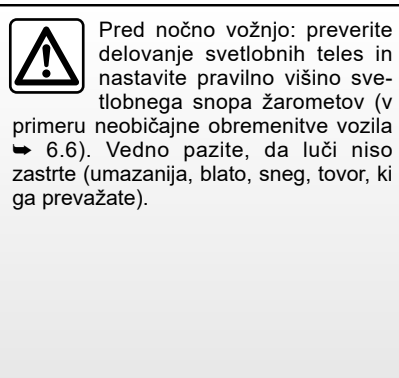 Pred nočno vožnjo: preverite
delovanje svetlobnih teles in
nastavite pravilno višino sve-
tlobnega snopa žarometov (v
primeru neobičajne obremenitve vozila
➥ 6.6). Vedno pazite, da luči niso
zastrte (umazanija, blato, sneg, tovor, ki
ga prevažate).